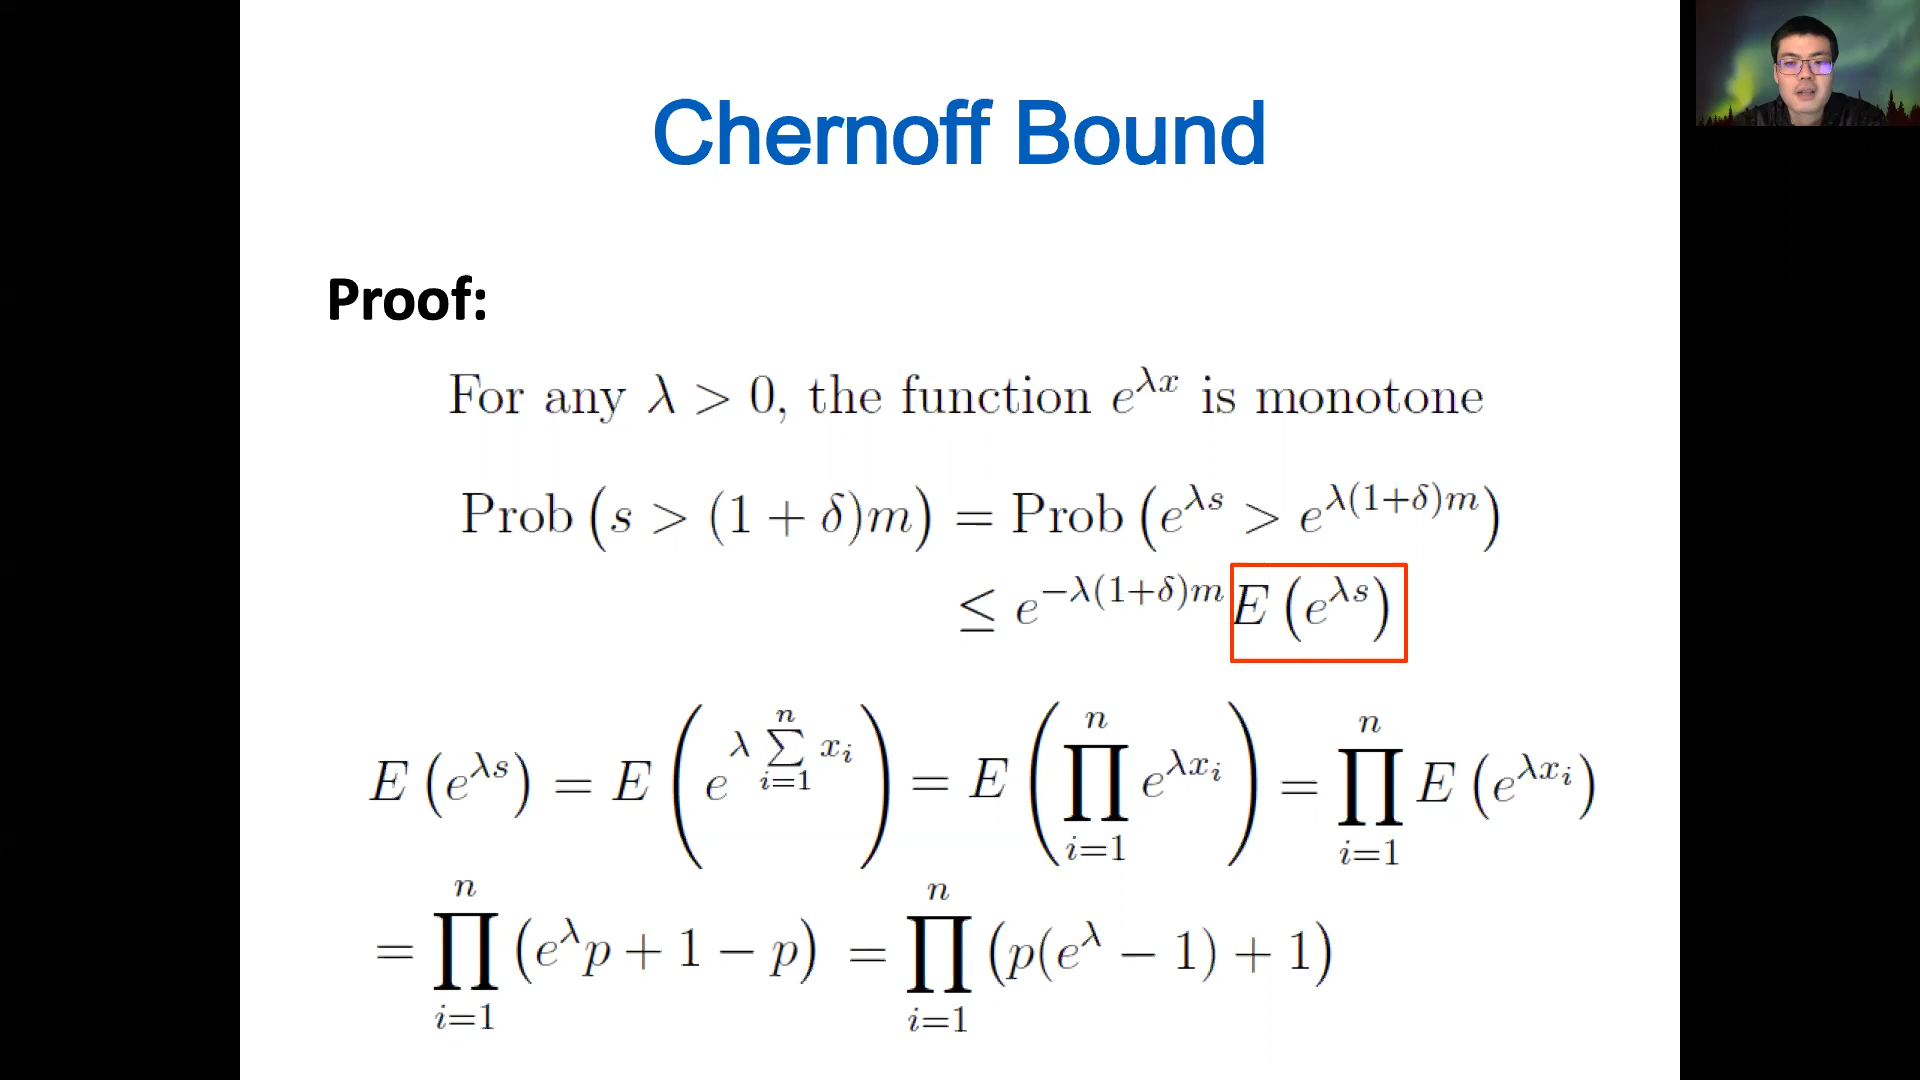 Chernoff Bound
Proof:
For any λ > 0, the function e^{λx} is monotone
Prob (s > (1 + δ)m) = Prob (e^{λs} > e^{λ(1+δ)m})
≤ e^{−λ(1+δ)m} E (e^{λs})
E (e^{λs}) = E (e^{λ ∑_{i=1}^{n} x_i}) = E (∏_{i=1}^{n} e^{λx_i}) = ∏_{i=1}^{n} E (e^{λx_i})
= ∏_{i=1}^{n} (e^λ p + 1 − p) = ∏_{i=1}^{n} (p(e^λ − 1) + 1)